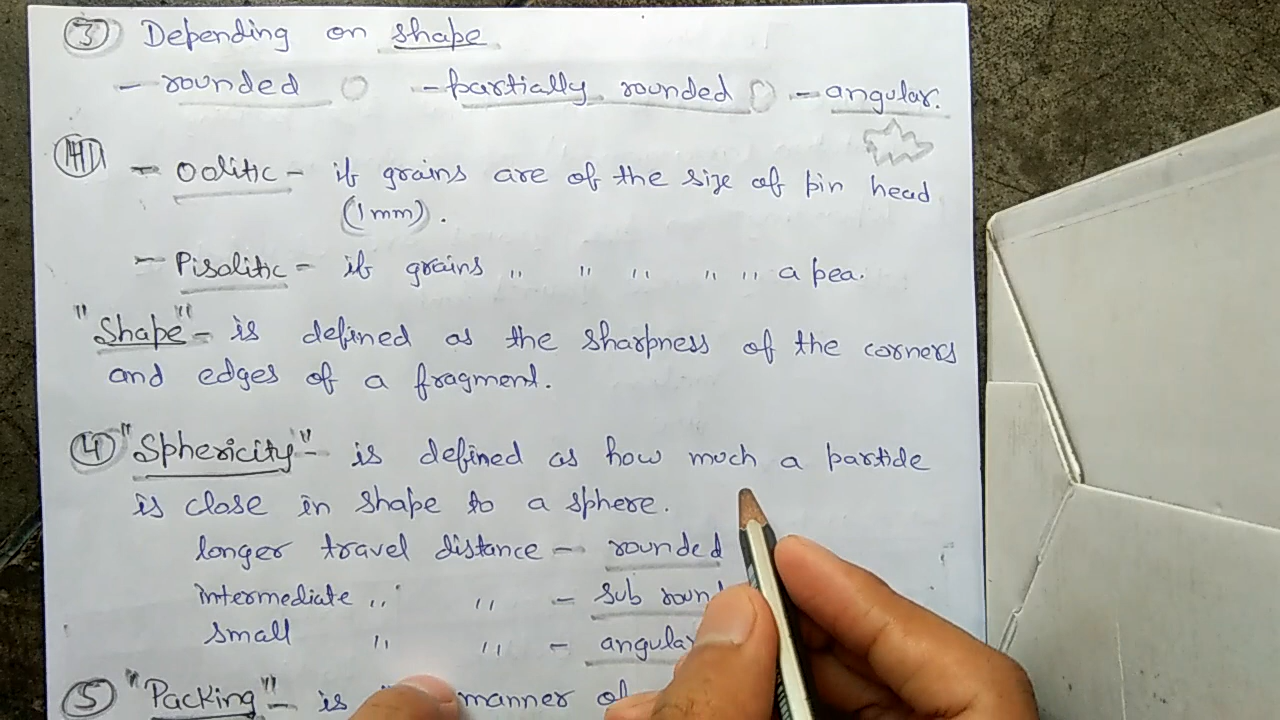 ③ Depending on shape
- rounded - partially rounded - angular.
- Oolitic - if grains are of the size of pin head
(1mm).
- Pisolitic - if grains " " " " " a pea.
"Shape" - is defined as the sharpness of the corners
and edges of a fragment.
④ "Sphericity" - is defined as how much a particle
is close in shape to a sphere.
longer travel distance - rounded
intermediate " " - sub
small " " - angular
⑤ "Packing" - is manner of